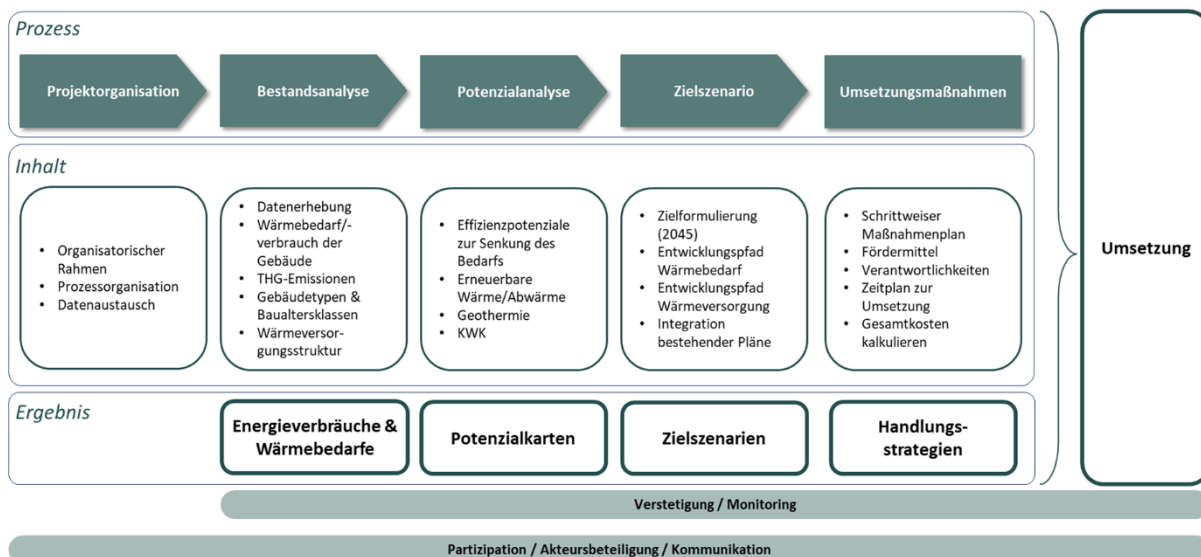 Prozess
Projektorganisation
Bestandsanalyse
Potenzialanalyse
Zielszenario
Umsetzungsmaßnahmen
Inhalt
• Organisatorischer
Rahmen
• Prozessorganisation
• Datenaustausch
• Datenerhebung
• Wärmebedarf/-
verbrauch der
Gebäude
• THG-Emissionen
• Gebäudetypen &
Baualtersklassen
• Wärmeversor-
gungsstruktur
• Effizienzpotenziale
zur Senkung des
Bedarfs
• Erneuerbare
Wärme/Abwärme
• Geothermie
• KWK
• Zielformulierung
(2045)
• Entwicklungspfad
Wärmebedarf
• Entwicklungspfad
Wärmeversorgung
• Integration
bestehender Pläne
• Schrittweiser
Maßnahmenplan
• Fördermittel
• Verantwortlichkeiten
• Zeitplan zur
Umsetzung
• Gesamtkosten
kalkulieren
Umsetzung
Ergebnis
Energieverbräuche &
Wärmebedarfe
Potenzialkarten
Zielszenarien
Handlungs-
strategien
Verstetigung / Monitoring
Partizipation / Akteursbeteiligung / Kommunikation